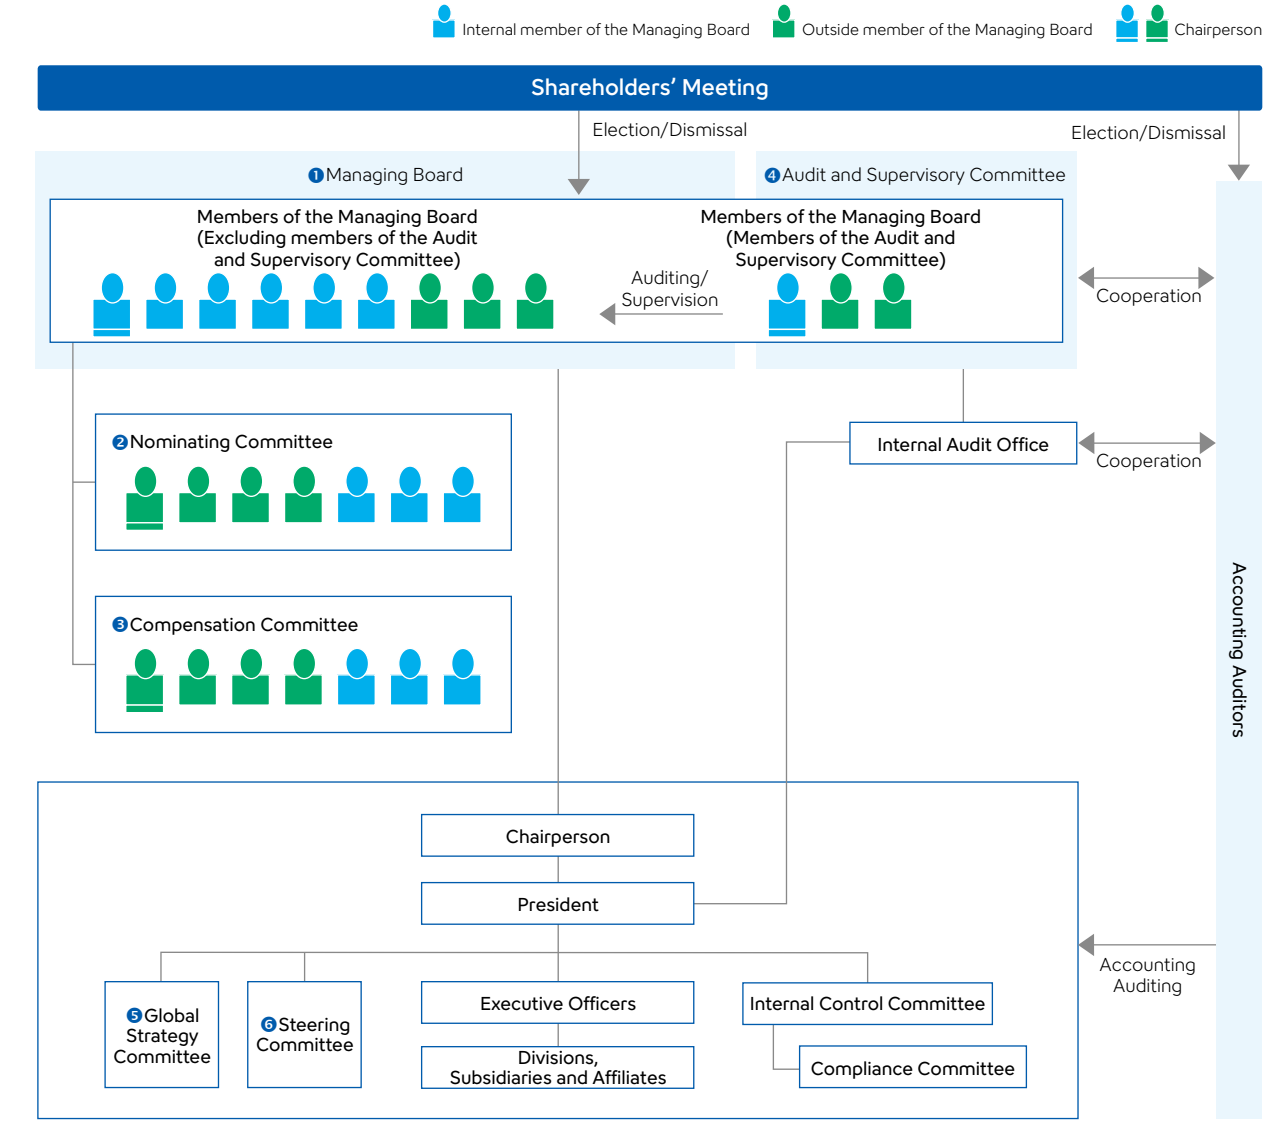 Internal member of the Managing Board
Outside member of the Managing Board
Chairperson
Shareholders' Meeting
Election/Dismissal
Election/Dismissal
❶Managing Board
❹Audit and Supervisory Committee
Members of the Managing Board
(Excluding members of the Audit
and Supervisory Committee)
Members of the Managing Board
(Members of the Audit and
Supervisory Committee)
Auditing/
Supervision
Cooperation
❷Nominating Committee
Internal Audit Office
Cooperation
❸Compensation Committee
Accounting Auditors
Chairperson
President
Accounting
Auditing
❺Global
Strategy
Committee
❻Steering
Committee
Executive Officers
Internal Control Committee
Divisions,
Subsidiaries and Affiliates
Compliance Committee